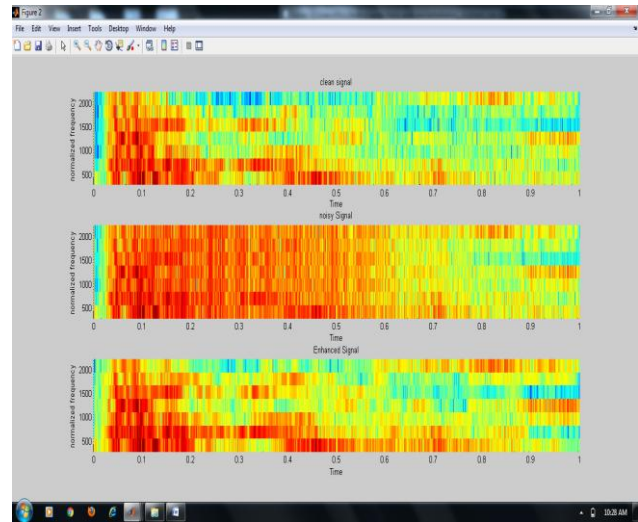 Figure 2
File Edit View Insert Tools Desktop Window Help
clean signal
normalized frequency
2000
1500
1000
500
0 0.1 0.2 0.3 0.4 0.5 0.6 0.7 0.8 0.9 1
Time
noisy Signal
normalized frequency
2000
1500
1000
500
0 0.1 0.2 0.3 0.4 0.5 0.6 0.7 0.8 0.9 1
Time
Enhanced Signal
normalized frequency
2000
1500
1000
500
0 0.1 0.2 0.3 0.4 0.5 0.6 0.7 0.8 0.9 1
Time
10:28 AM